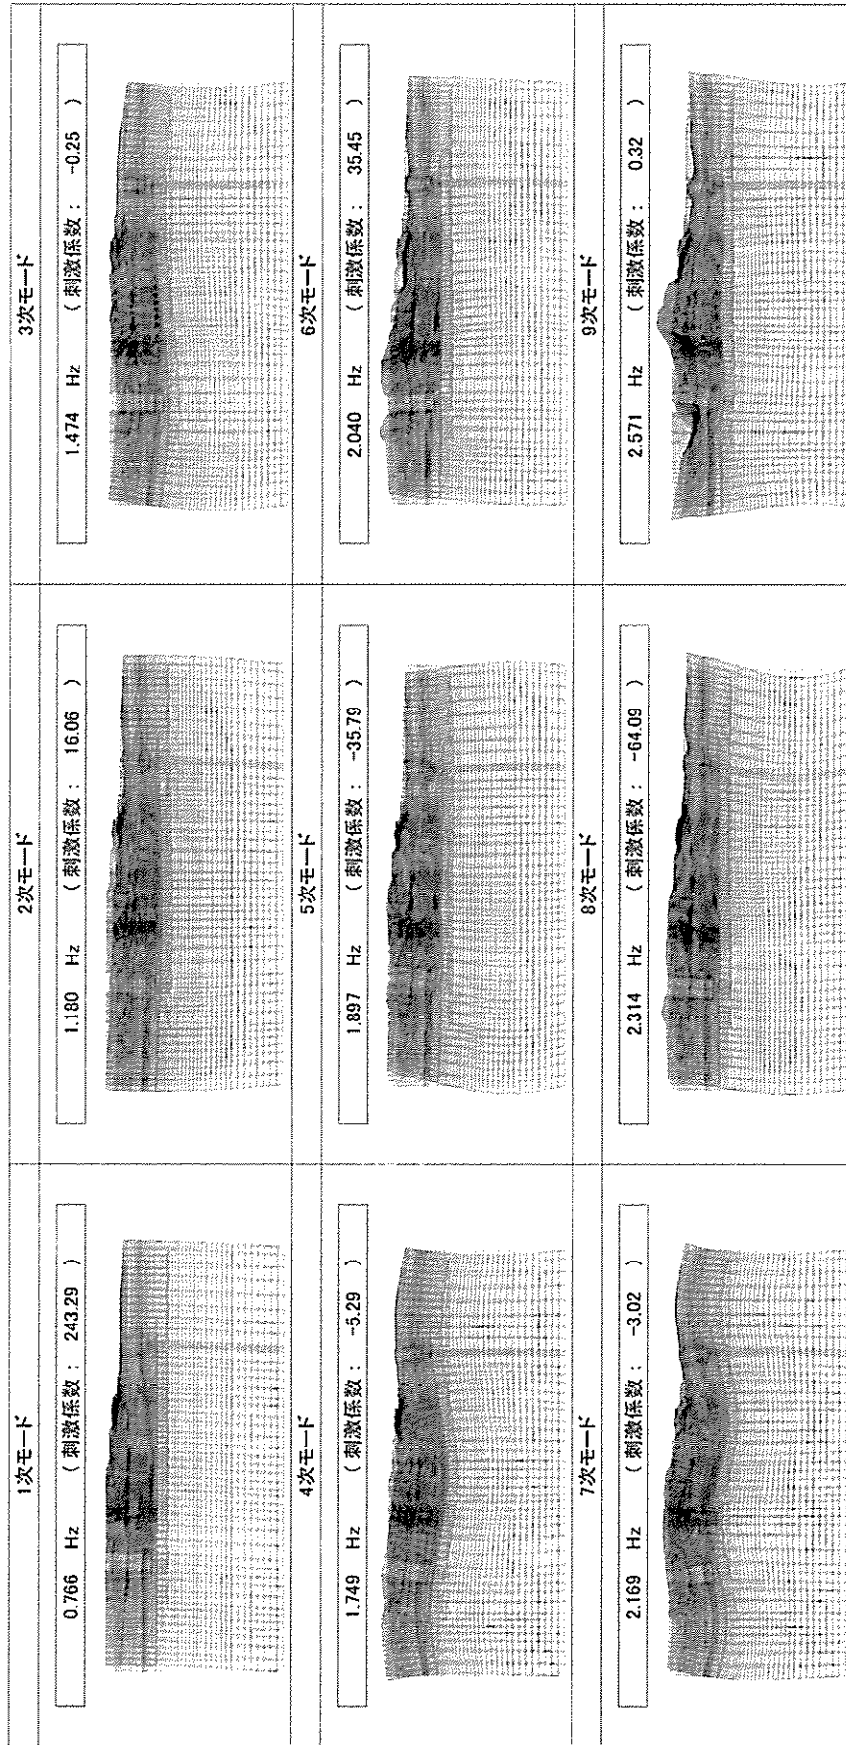 1次モード
0.766 Hz ( 刺激係数 : 243.29 )
2次モード
1.180 Hz ( 刺激係数 : 16.06 )
3次モード
1.474 Hz ( 刺激係数 : -0.25 )
4次モード
1.749 Hz ( 刺激係数 : -5.29 )
5次モード
1.897 Hz ( 刺激係数 : -35.79 )
6次モード
2.040 Hz ( 刺激係数 : 35.45 )
7次モード
2.169 Hz ( 刺激係数 : -3.02 )
8次モード
2.314 Hz ( 刺激係数 : -64.09 )
9次モード
2.571 Hz ( 刺激係数 : 0.32 )